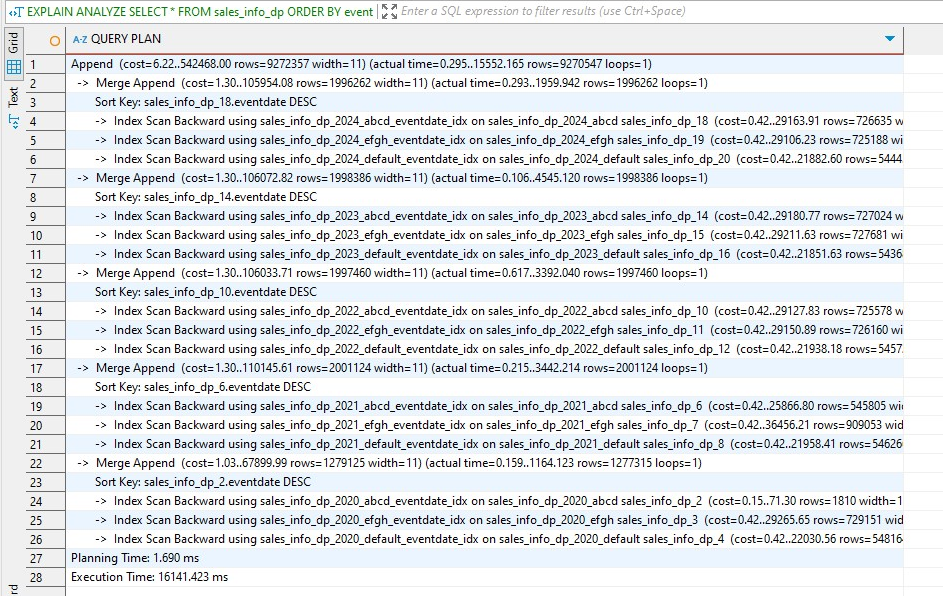 EXPLAIN ANALYZE SELECT * FROM sales_info_dp ORDER BY event Enter a SQL expression to filter results (use Ctrl+Space)
Grid
Text
A-Z QUERY PLAN
1 Append (cost=6.22..542468.00 rows=9272357 width=11) (actual time=0.295..15552.165 rows=9270547 loops=1)
2 -> Merge Append (cost=1.30..105954.08 rows=1996262 width=11) (actual time=0.293..1959.942 rows=1996262 loops=1)
3 Sort Key: sales_info_dp_18.eventdate DESC
4 -> Index Scan Backward using sales_info_dp_2024_abcd_eventdate_idx on sales_info_dp_2024_abcd sales_info_dp_18 (cost=0.42..29163.91 rows=726635 w
5 -> Index Scan Backward using sales_info_dp_2024_efgh_eventdate_idx on sales_info_dp_2024_efgh sales_info_dp_19 (cost=0.42..29106.23 rows=725188 wi
6 -> Index Scan Backward using sales_info_dp_2024_default_eventdate_idx on sales_info_dp_2024_default sales_info_dp_20 (cost=0.42..21882.60 rows=5444
7 -> Merge Append (cost=1.30..106072.82 rows=1998386 width=11) (actual time=0.106..4545.120 rows=1998386 loops=1)
8 Sort Key: sales_info_dp_14.eventdate DESC
9 -> Index Scan Backward using sales_info_dp_2023_abcd_eventdate_idx on sales_info_dp_2023_abcd sales_info_dp_14 (cost=0.42..29180.77 rows=727024 w
10 -> Index Scan Backward using sales_info_dp_2023_efgh_eventdate_idx on sales_info_dp_2023_efgh sales_info_dp_15 (cost=0.42..29211.63 rows=727681 wi
11 -> Index Scan Backward using sales_info_dp_2023_default_eventdate_idx on sales_info_dp_2023_default sales_info_dp_16 (cost=0.42..21851.63 rows=5436
12 -> Merge Append (cost=1.30..106033.71 rows=1997460 width=11) (actual time=0.617..3392.040 rows=1997460 loops=1)
13 Sort Key: sales_info_dp_10.eventdate DESC
14 -> Index Scan Backward using sales_info_dp_2022_abcd_eventdate_idx on sales_info_dp_2022_abcd sales_info_dp_10 (cost=0.42..29127.83 rows=725578 w
15 -> Index Scan Backward using sales_info_dp_2022_efgh_eventdate_idx on sales_info_dp_2022_efgh sales_info_dp_11 (cost=0.42..29150.89 rows=726160 wi
16 -> Index Scan Backward using sales_info_dp_2022_default_eventdate_idx on sales_info_dp_2022_default sales_info_dp_12 (cost=0.42..21938.18 rows=5457
17 -> Merge Append (cost=1.30..110145.61 rows=2001124 width=11) (actual time=0.215..3442.214 rows=2001124 loops=1)
18 Sort Key: sales_info_dp_6.eventdate DESC
19 -> Index Scan Backward using sales_info_dp_2021_abcd_eventdate_idx on sales_info_dp_2021_abcd sales_info_dp_6 (cost=0.42..25866.80 rows=545805 wi
20 -> Index Scan Backward using sales_info_dp_2021_efgh_eventdate_idx on sales_info_dp_2021_efgh sales_info_dp_7 (cost=0.42..36456.21 rows=909053 wid
21 -> Index Scan Backward using sales_info_dp_2021_default_eventdate_idx on sales_info_dp_2021_default sales_info_dp_8 (cost=0.42..21958.41 rows=54626
22 -> Merge Append (cost=1.03..67899.99 rows=1279125 width=11) (actual time=0.159..1164.123 rows=1277315 loops=1)
23 Sort Key: sales_info_dp_2.eventdate DESC
24 -> Index Scan Backward using sales_info_dp_2020_abcd_eventdate_idx on sales_info_dp_2020_abcd sales_info_dp_2 (cost=0.15..71.30 rows=1810 width=1
25 -> Index Scan Backward using sales_info_dp_2020_efgh_eventdate_idx on sales_info_dp_2020_efgh sales_info_dp_3 (cost=0.42..29265.65 rows=729151 wid
26 -> Index Scan Backward using sales_info_dp_2020_default_eventdate_idx on sales_info_dp_2020_default sales_info_dp_4 (cost=0.42..22030.56 rows=54816
27 Planning Time: 1.690 ms
28 Execution Time: 16141.423 ms
rd